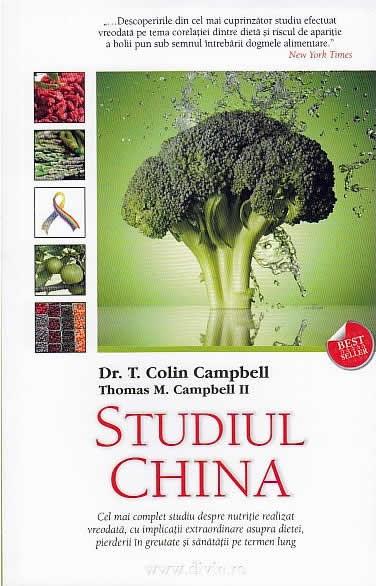 „…Descoperirile din cel mai cuprinzător studiu efectuat
vreodată pe tema corelației dintre dietă și riscul de apariție
a bolii pun sub semnul întrebării dogmele alimentare."
New York Times
BEST
SELLER
Dr. T. Colin Campbell
Thomas M. Campbell II
STUDIUL
CHINA
Cel mai complet studiu despre nutriție realizat
vreodată, cu implicații extraordinare asupra dietei,
pierderii în greutate și sănătății pe termen lung
www.divin.ro